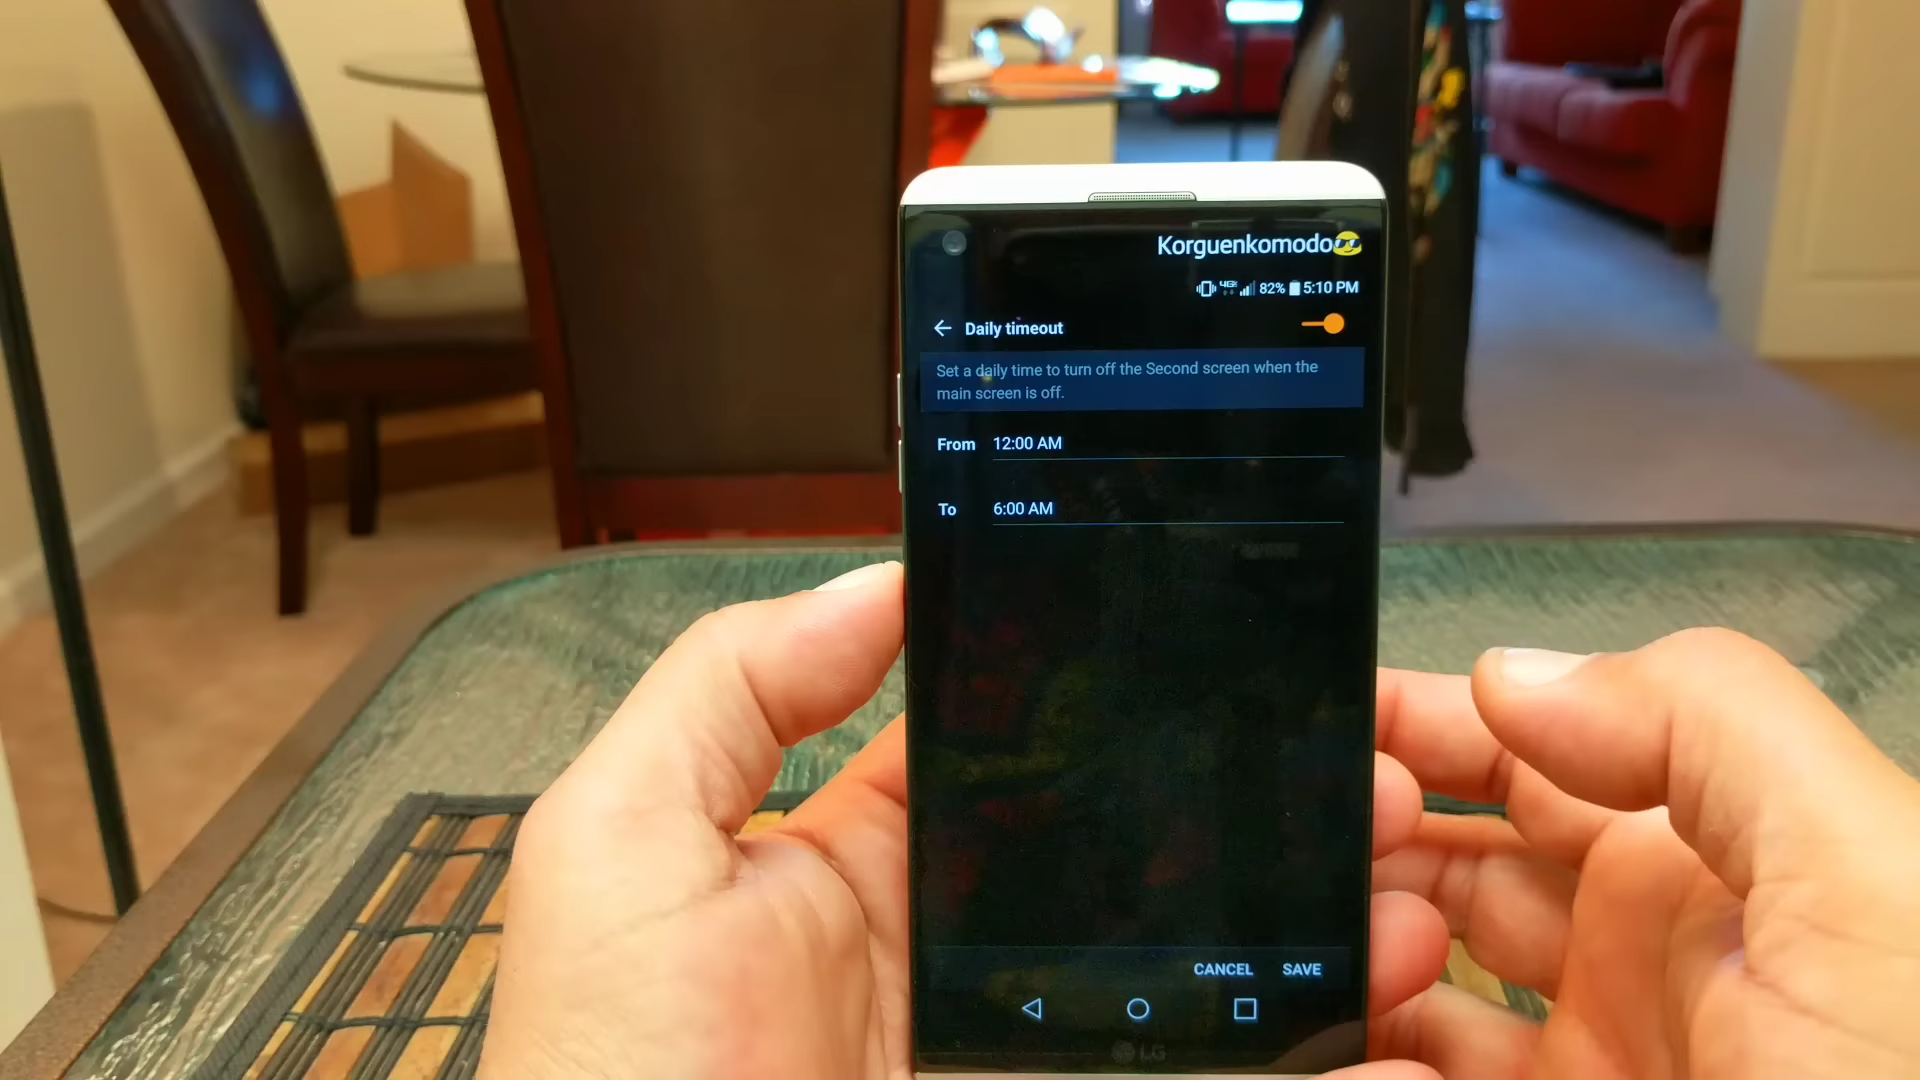 Korguenkomodo😎
4G 82% 5:10 PM
Daily timeout
Set a daily time to turn off the Second screen when the
main screen is off.
From 12:00 AM
To 6:00 AM
CANCEL SAVE
LG